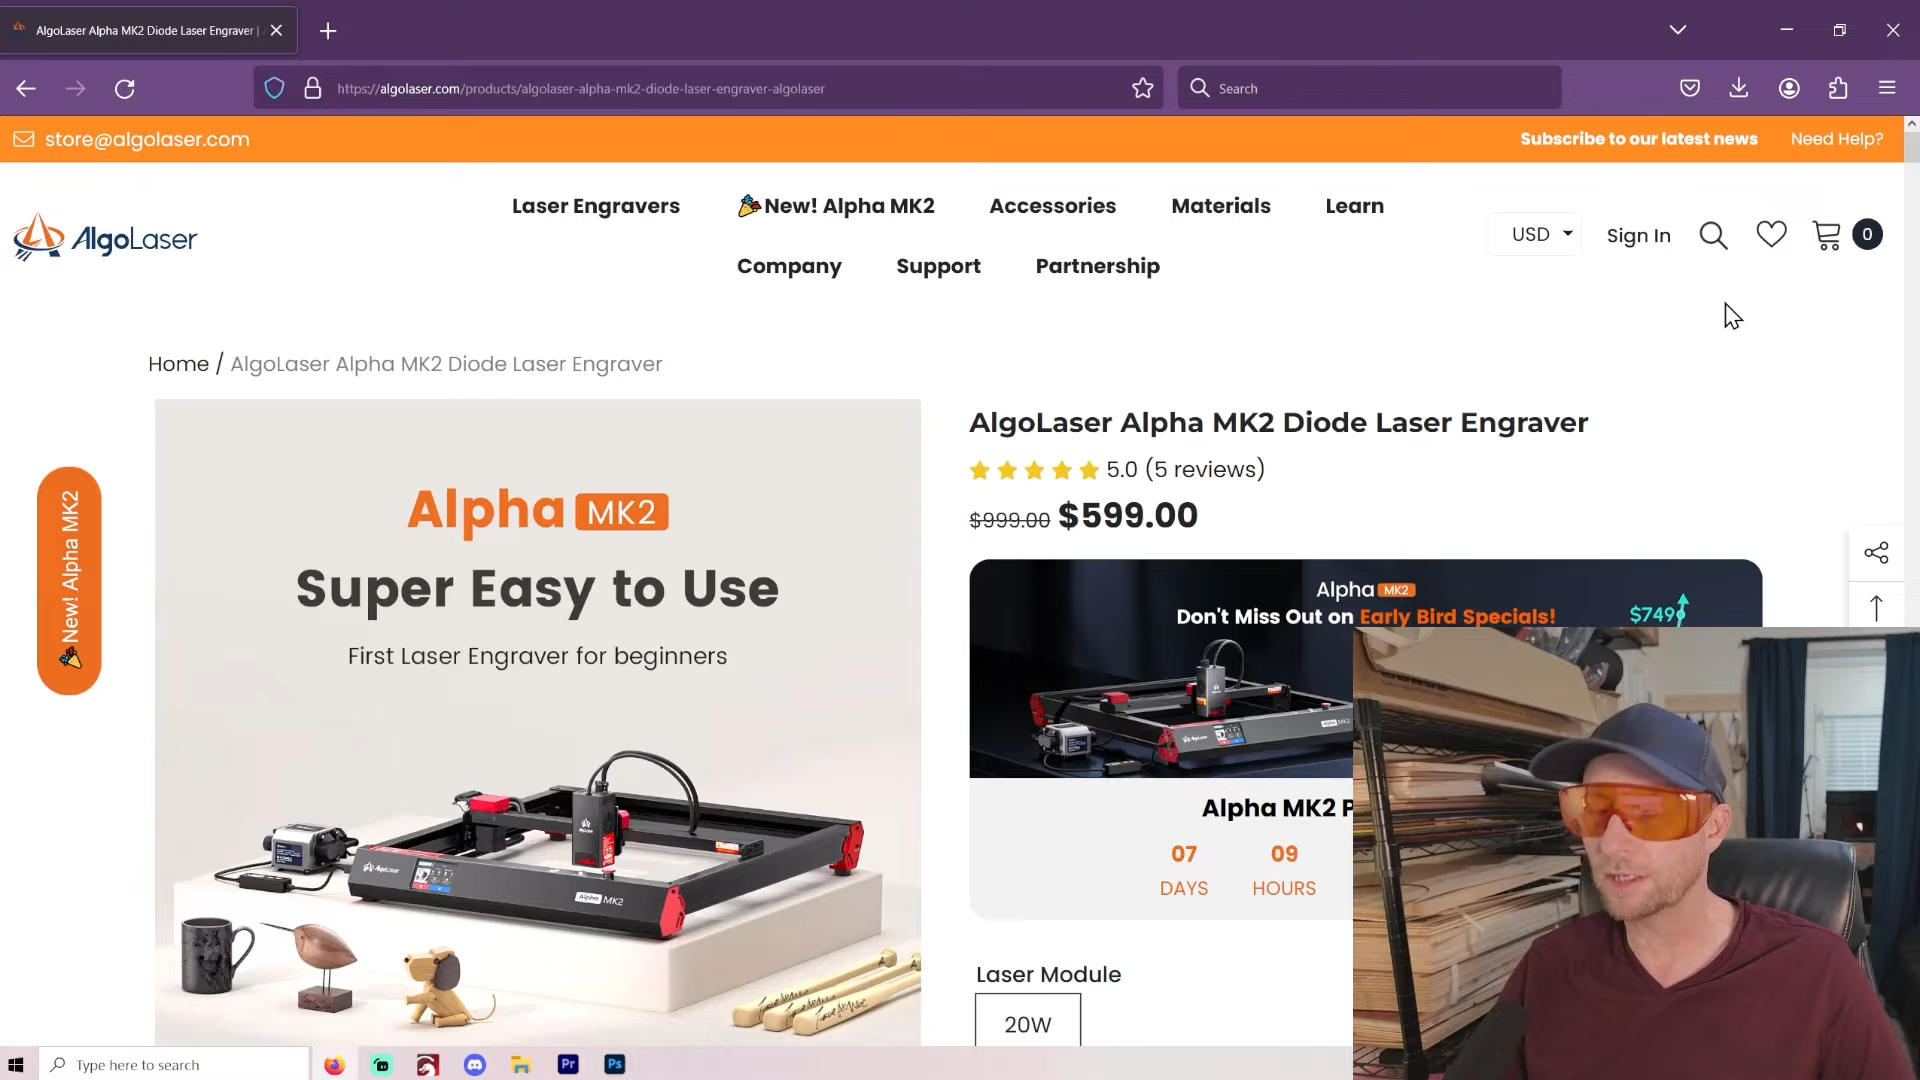 AlgoLaser Alpha MK2 Diode Laser Engraver |
https://algolaser.com/products/algolaser-alpha-mk2-diode-laser-engraver-algolaser
Search
store@algolaser.com
Subscribe to our latest news
Need Help?
AlgoLaser
Laser Engravers
New! Alpha MK2
Accessories
Materials
Learn
Company
Support
Partnership
USD
Sign In
0
Home / AlgoLaser Alpha MK2 Diode Laser Engraver
New! Alpha MK2
Alpha MK2
Super Easy to Use
First Laser Engraver for beginners
AlgoLaser
Alpha MK2
AlgoLaser Alpha MK2 Diode Laser Engraver
5.0 (5 reviews)
$999.00 $599.00
Alpha MK2
Don't Miss Out on Early Bird Specials!
$749
Alpha MK2 P
07
DAYS
09
HOURS
Laser Module
20W
Type here to search
Pr
Ps